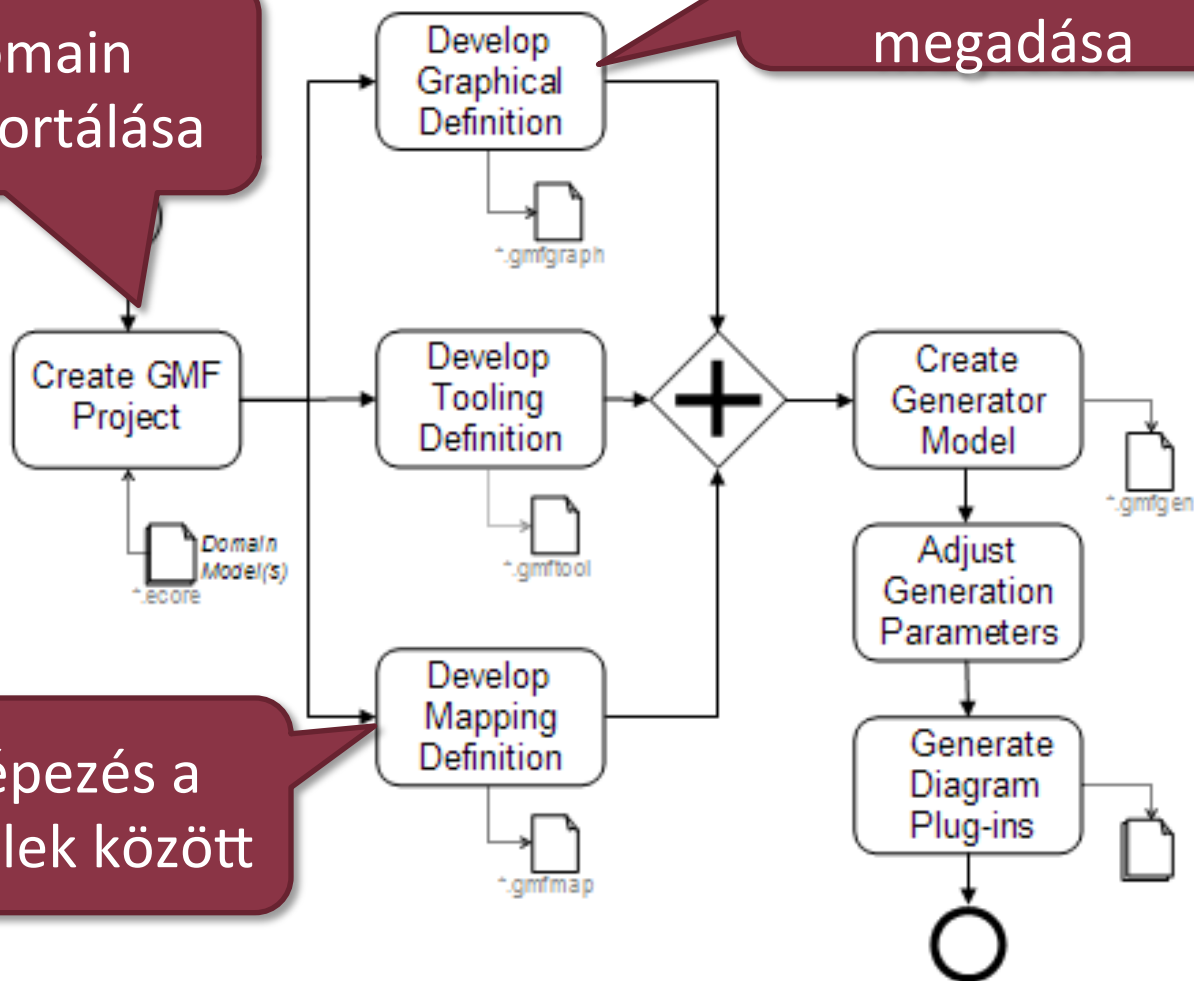 megadása
Develop
Graphical
Definition
*.gmfgraph
Create GMF
Project
Domain
Model(s)
*.ecore
Develop
Tooling
Definition
*.gmftool
Develop
Mapping
Definition
*.gmfmap
Create
Generator
Model
*.gmfgen
Adjust
Generation
Parameters
Generate
Diagram
Plug-ins
omain
ortálása
épezés a
lek között